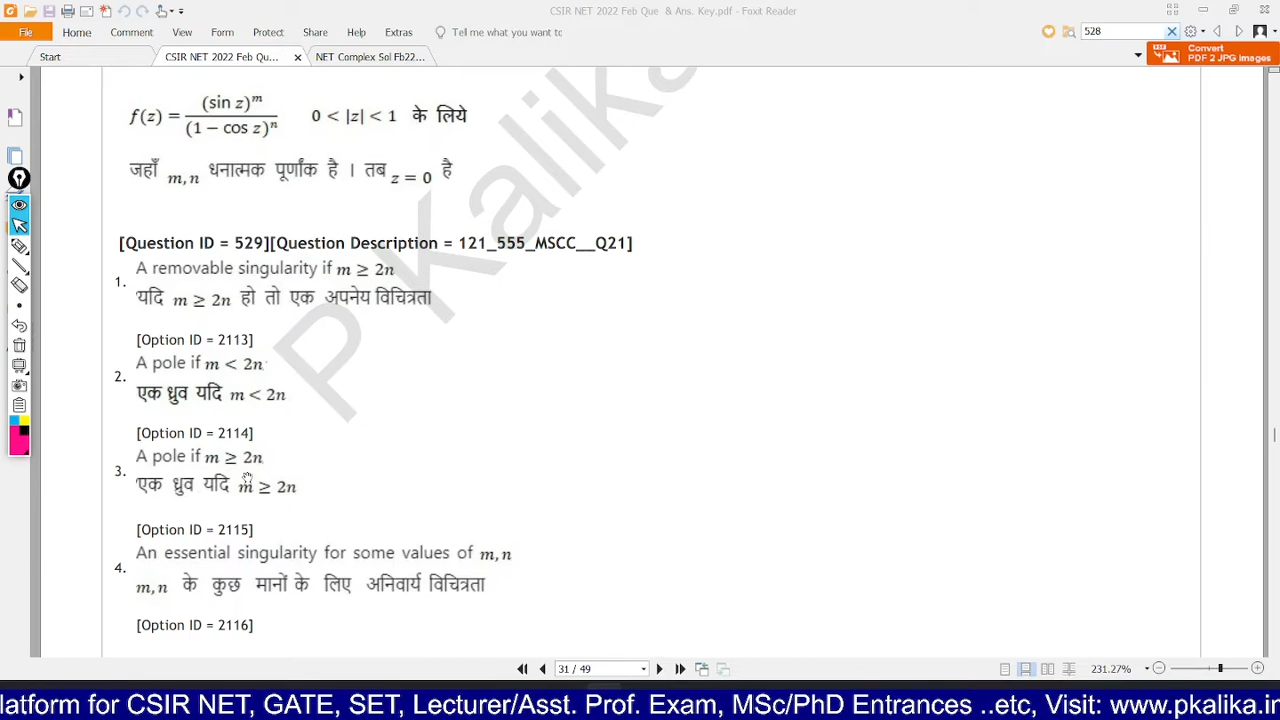 CSIR NET 2022 Feb Que & Ans. Key.pdf - Foxit Reader
File Home Comment View Form Protect Share Help Extras Tell me what you want to 528
Start CSIR NET 2022 Feb Qu... NET Complex Sol Fb22...
Convert
PDF 2 JPG Images
f(z) = (sin z)^m / (1 − cos z)^n 0 < |z| < 1 के लिये
जहाँ m, n धनात्मक पूर्णांक है । तब z = 0 है
[Question ID = 529][Question Description = 121_555_MSCC__Q21]
1. A removable singularity if m ≥ 2n
यदि m ≥ 2n हो तो एक अपनेय विचित्रता
[Option ID = 2113]
2. A pole if m < 2n
एक ध्रुव यदि m < 2n
[Option ID = 2114]
3. A pole if m ≥ 2n
एक ध्रुव यदि m ≥ 2n
[Option ID = 2115]
4. An essential singularity for some values of m, n
m, n के कुछ मानों के लिए अनिवार्य विचित्रता
[Option ID = 2116]
P Kalika
31 / 49 231.27%
latform for CSIR NET, GATE, SET, Lecturer/Asst. Prof. Exam, MSc/PhD Entrances ..etc, Visit: www.pkalika.in